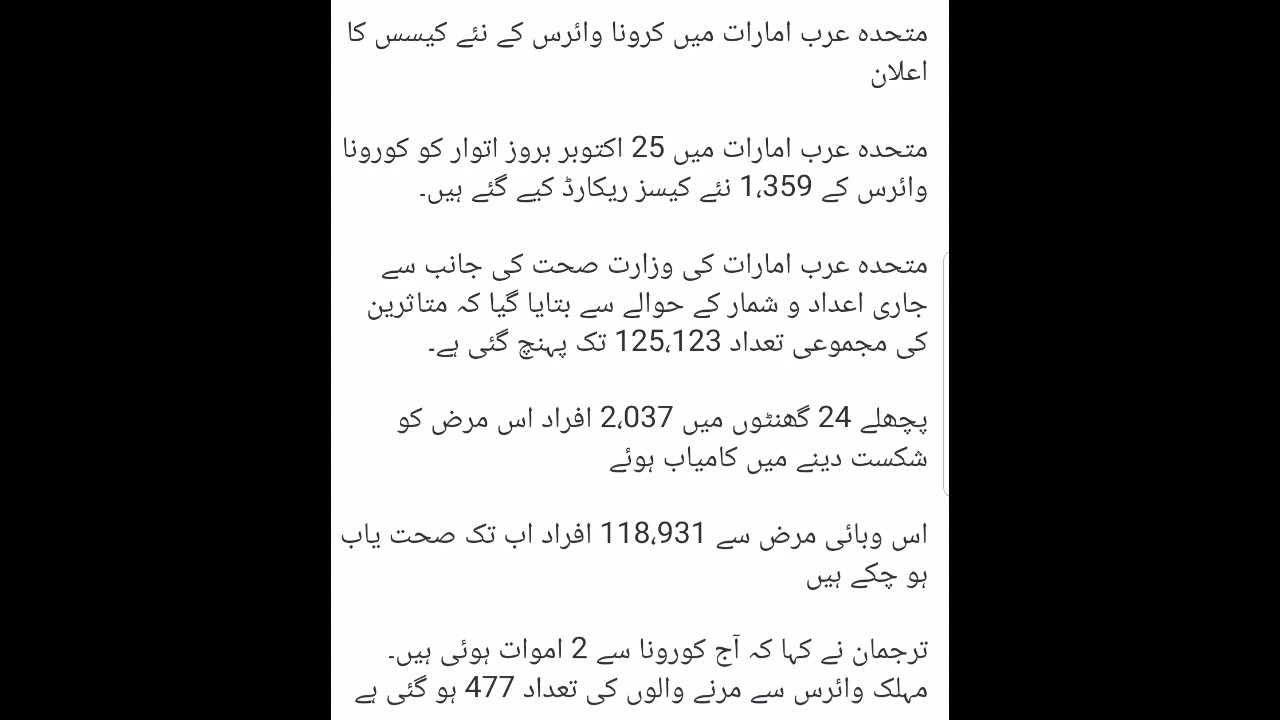 متحدہ عرب امارات میں کرونا وائرس کے نئے کیسس کا
اعلان
متحدہ عرب امارات میں 25 اکتوبر بروز اتوار کو کورونا
وائرس کے 1،359 نئے کیسز ریکارڈ کیے گئے ہیں۔
متحدہ عرب امارات کی وزارت صحت کی جانب سے
جاری اعداد و شمار کے حوالے سے بتایا گیا کہ متاثرین
کی مجموعی تعداد 125،123 تک پہنچ گئی ہے۔
پچھلے 24 گھنٹوں میں 2،037 افراد اس مرض کو
شکست دینے میں کامیاب ہوئے
اس وبائی مرض سے 118،931 افراد اب تک صحت یاب
ہو چکے ہیں
ترجمان نے کہا کہ آج کورونا سے 2 اموات ہوئی ہیں۔
مہلک وائرس سے مرنے والوں کی تعداد 477 ہو گئی ہے